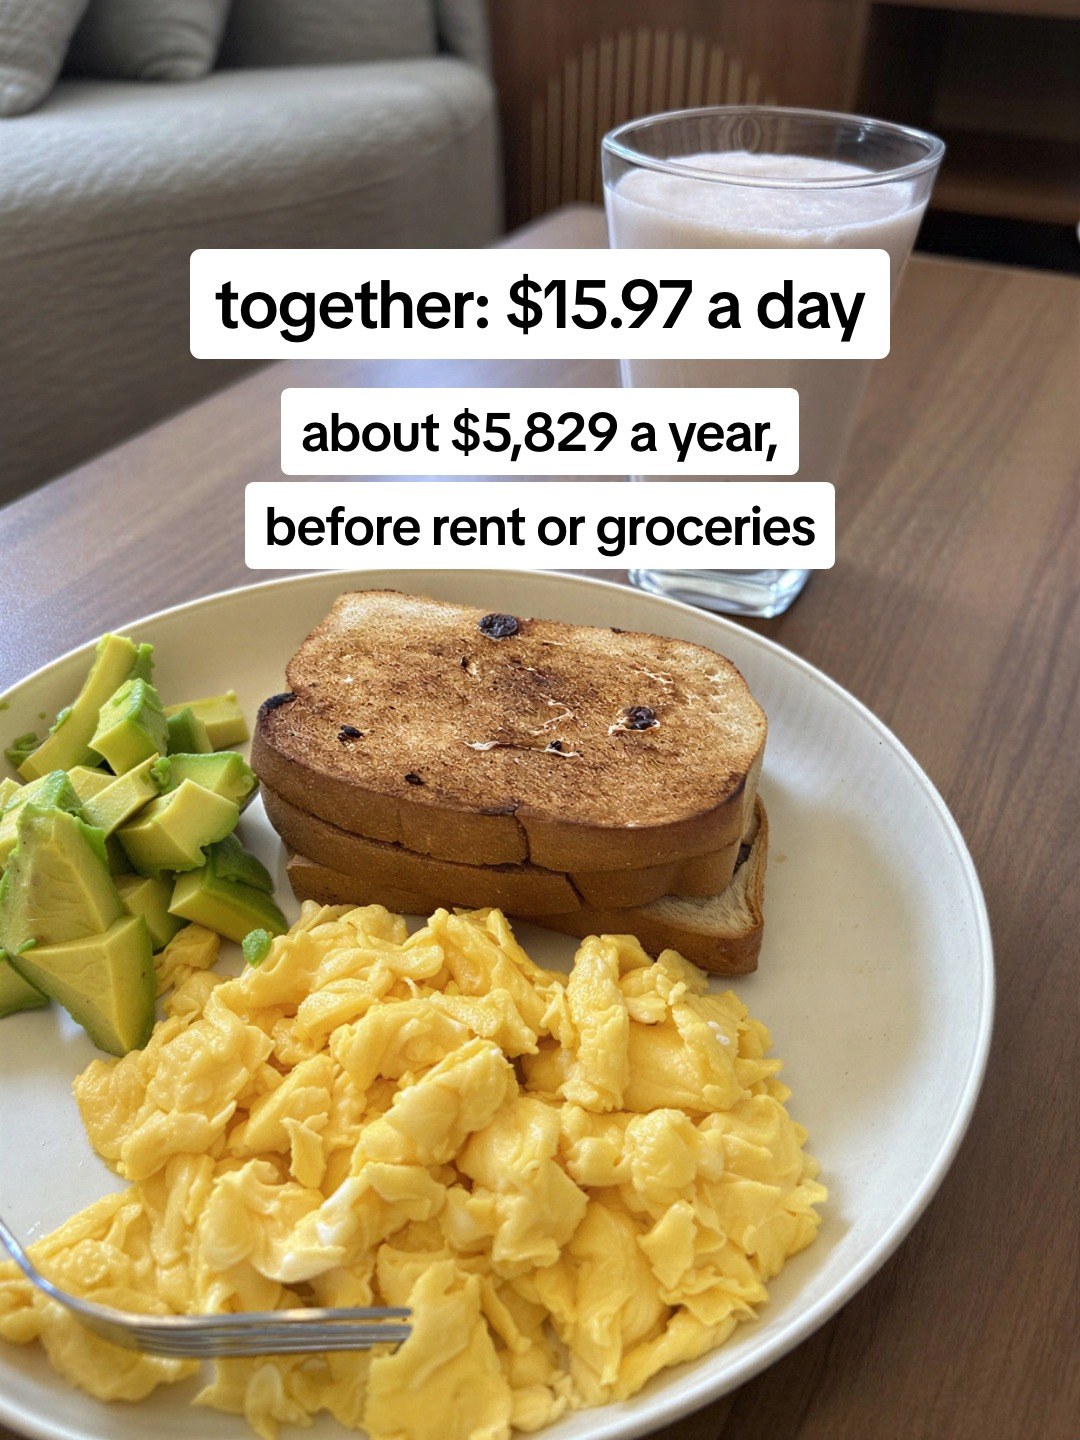 together: $15.97 a day
about $5,829 a year,
before rent or groceries